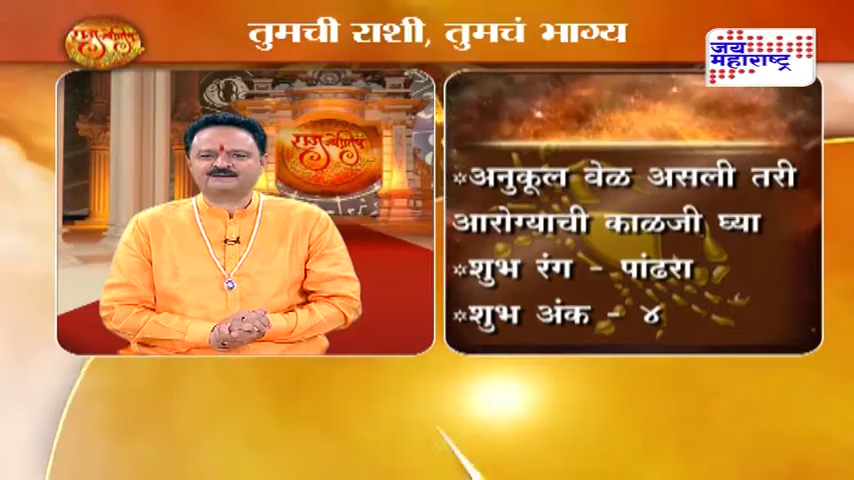 तुमची राशी, तुमचं भाग्य
जय
महाराष्ट्र
राज ज्योतिष
राज ज्योतिष
*अनुकूल वेळ असली तरी
आरोग्याची काळजी घ्या
*शुभ रंग - पांढरा
*शुभ अंक - ४